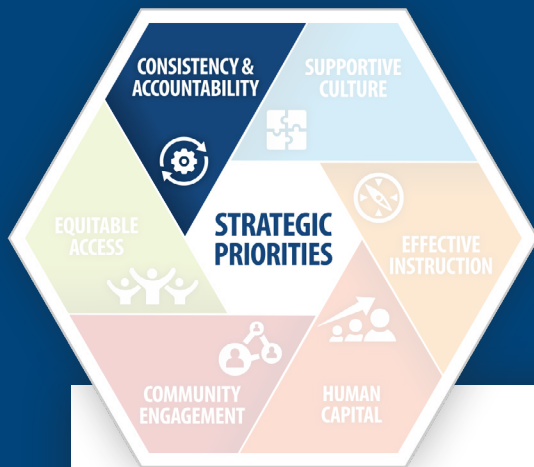 CONSISTENCY &
ACCOUNTABILITY
SUPPORTIVE
CULTURE
EQUITABLE
ACCESS
STRATEGIC
PRIORITIES
EFFECTIVE
INSTRUCTION
COMMUNITY
ENGAGEMENT
HUMAN
CAPITAL